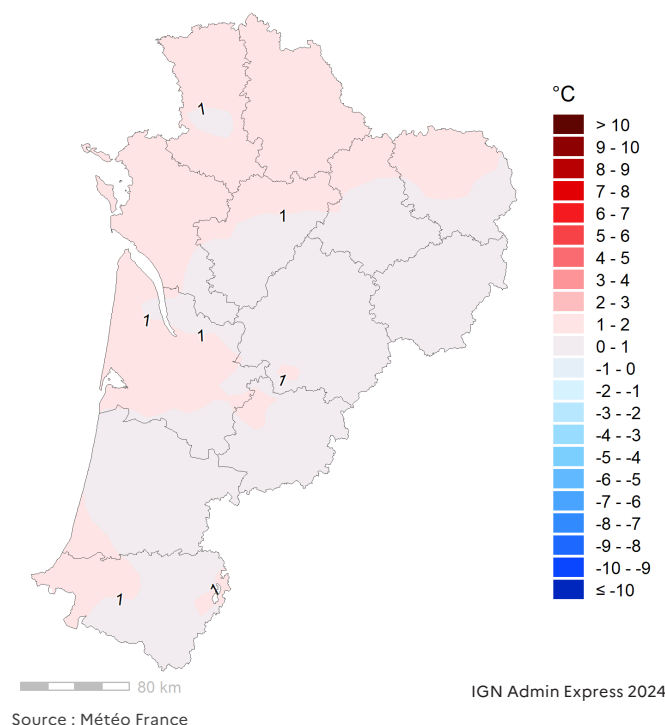 1
1
1
1
1
1
1
°C
> 10
9 - 10
8 - 9
7 - 8
6 - 7
5 - 6
4 - 5
3 - 4
2 - 3
1 - 2
0 - 1
-1 - 0
-2 - -1
-3 - -2
-4 - -3
-5 - -4
-6 - -5
-7 - -6
-8 - -7
-9 - -8
-10 - -9
≤ -10
80 km
IGN Admin Express 2024
Source : Météo France